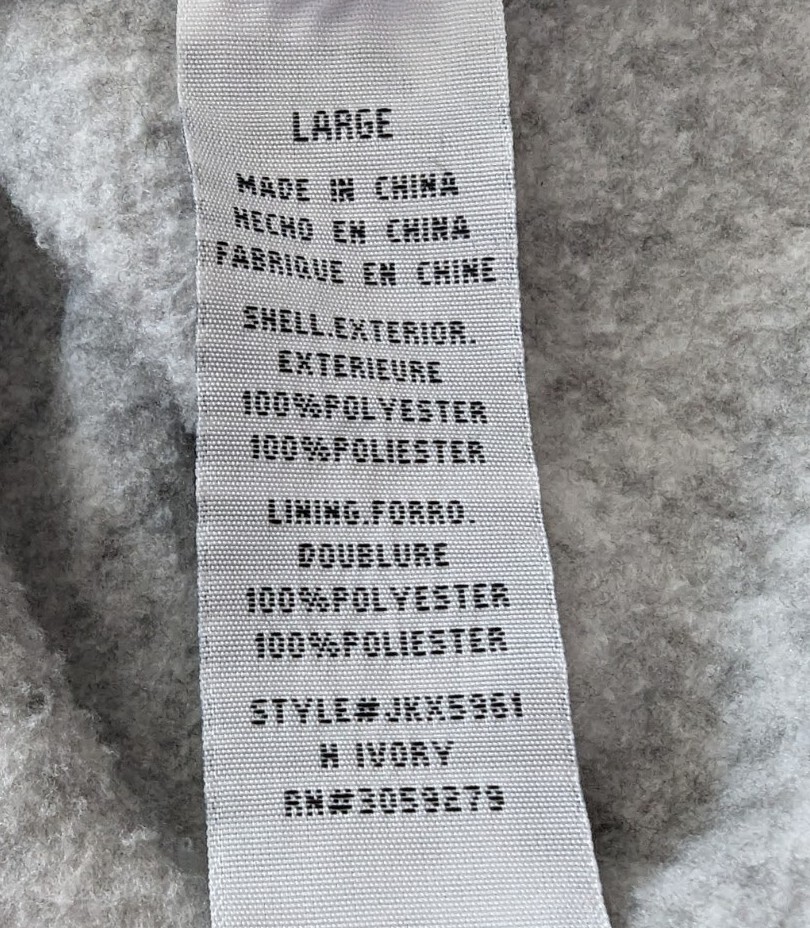 LARGE
MADE IN CHINA
HECHO EN CHINA
FABRIQUE EN CHINE
SHELL.EXTERIOR.
EXTERIEURE
100%POLYESTER
100%POLIESTER
LINING.FORRO.
DOUBLURE
100%POLYESTER
100%POLIESTER
STYLE#JKX5961
H IVORY
RN#3059279